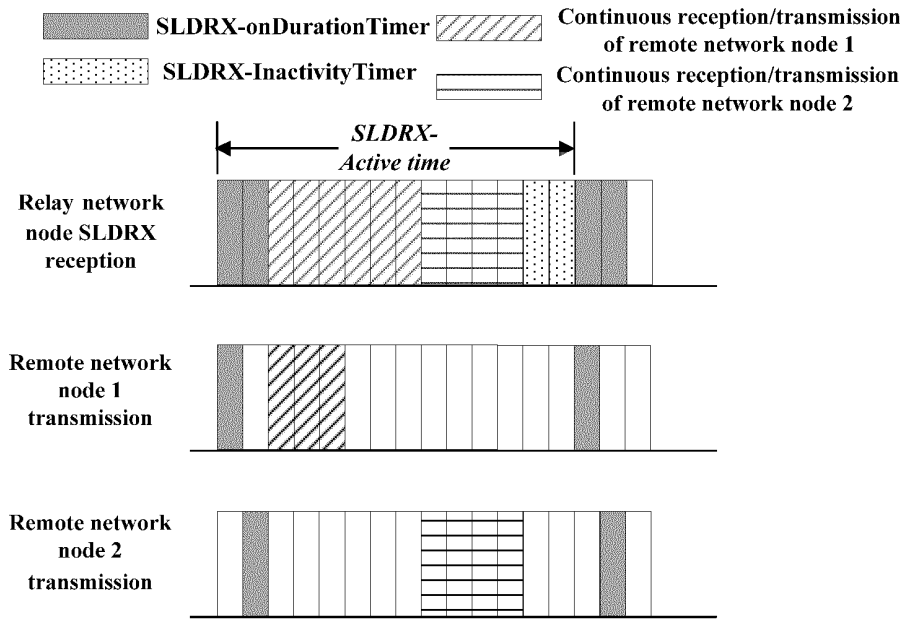 SLDRX-onDurationTimer
Continuous reception/transmission
of remote network node 1
SLDRX-InactivityTimer
Continuous reception/transmission
of remote network node 2
SLDRX-
Active time
Relay network
node SLDRX
reception
Remote network
node 1
transmission
Remote network
node 2
transmission